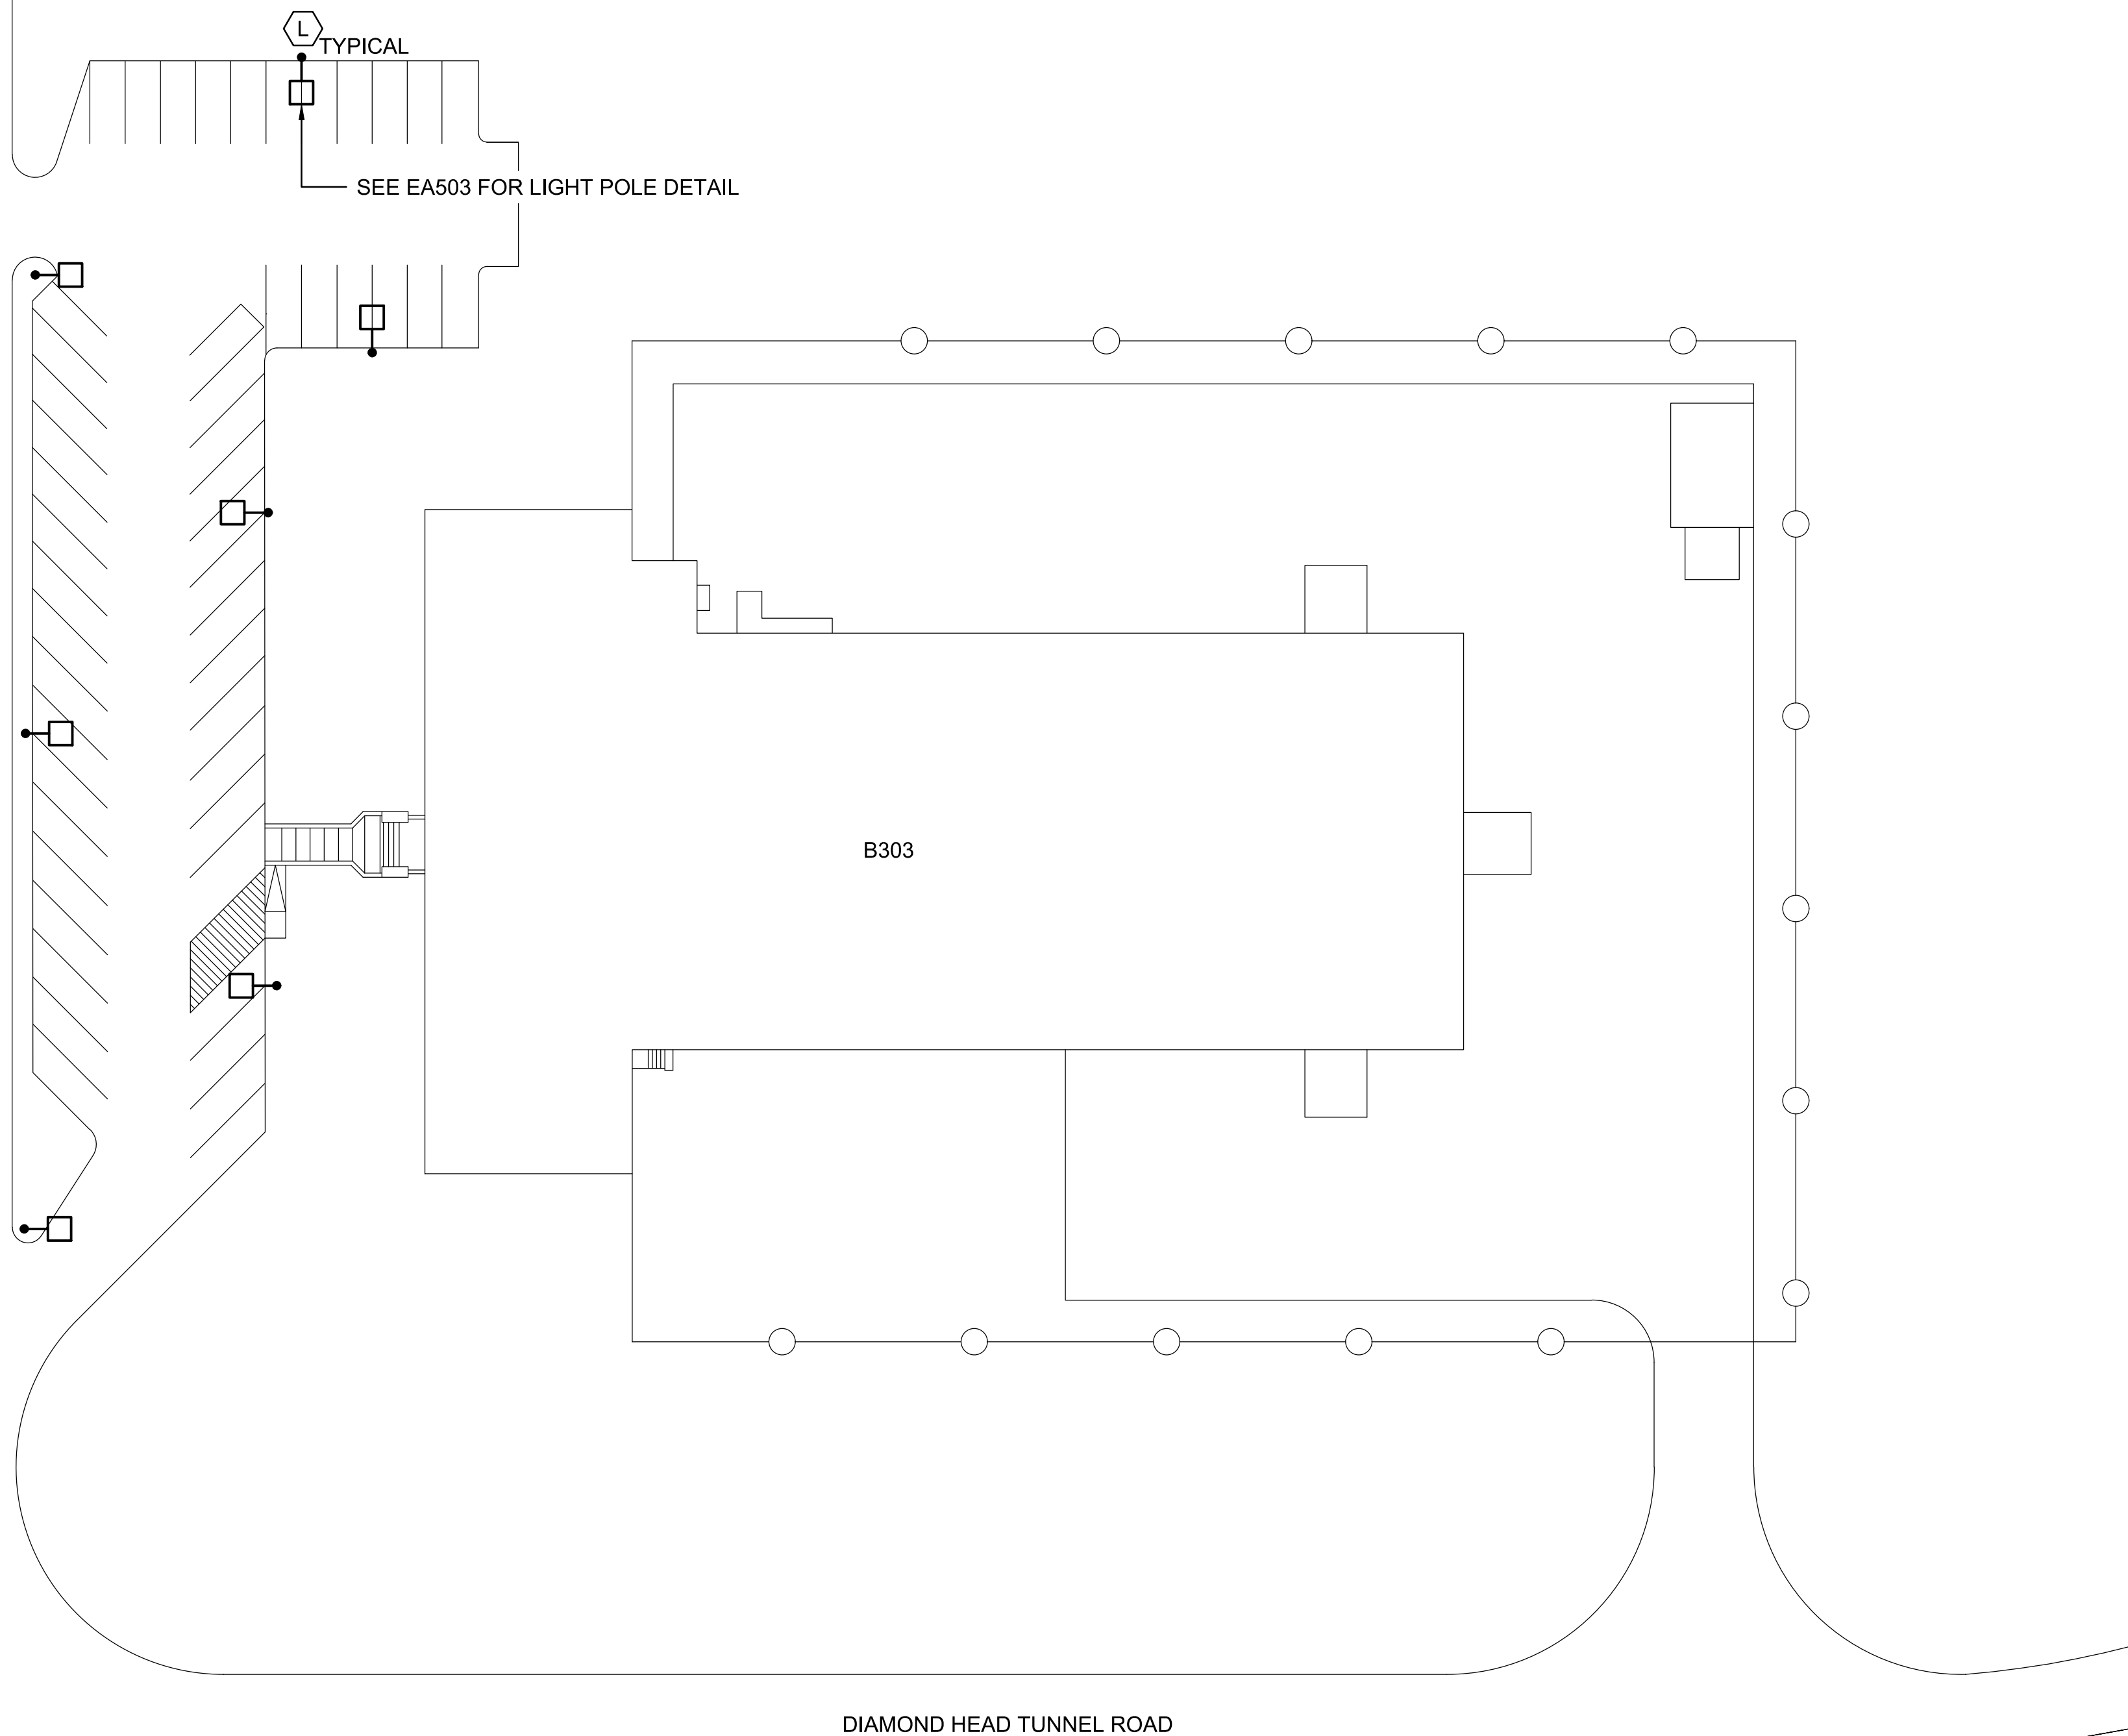 L
TYPICAL
SEE EA503 FOR LIGHT POLE DETAIL
B303
DIAMOND HEAD TUNNEL ROAD